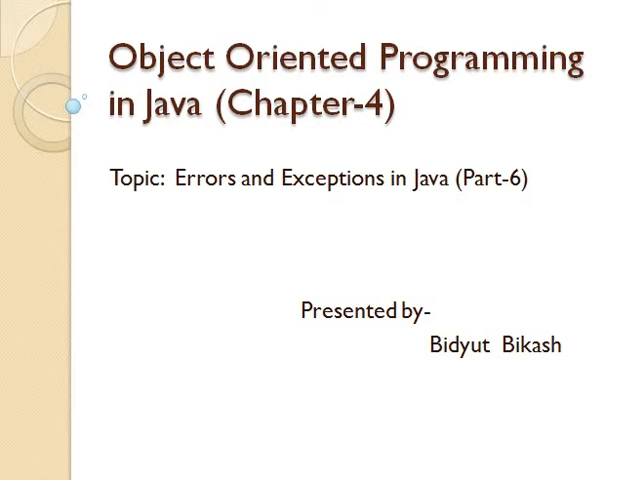 Object Oriented Programming
in Java (Chapter-4)
Topic: Errors and Exceptions in Java (Part-6)
Presented by-
Bidyut Bikash